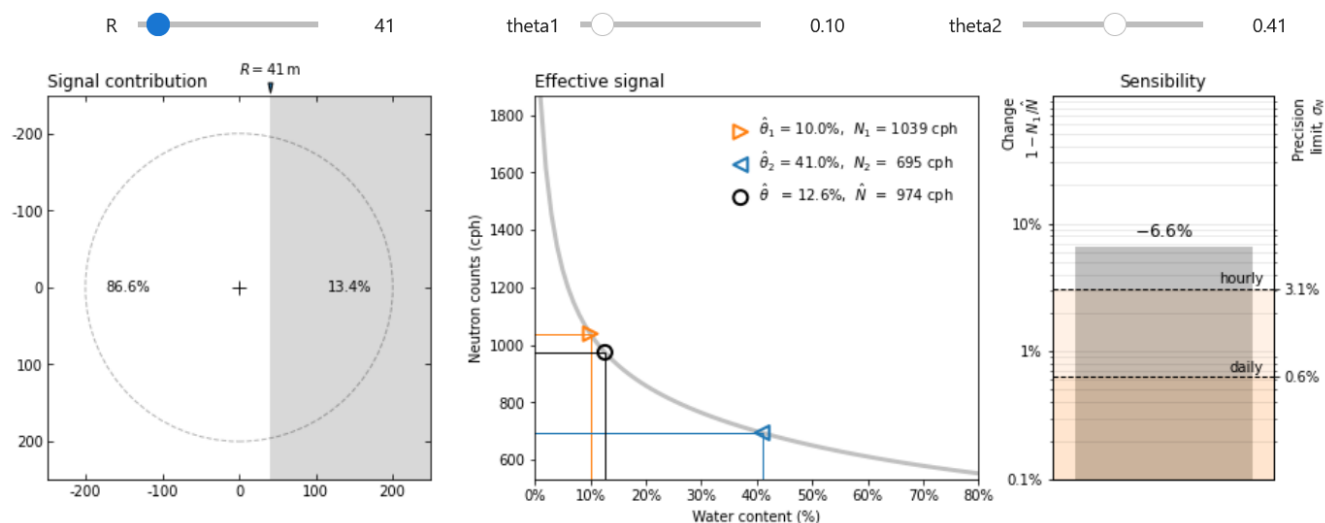 R 41 theta1 0.10 theta2 0.41
R = 41 m
Signal contribution
-200
-100
0
100
200
86.6%
13.4%
-200 -100 0 100 200
Effective signal
Neutron counts (cph)
1800
1600
1400
1200
1000
800
600
θ̂₁ = 10.0%, N₁ = 1039 cph
θ̂₂ = 41.0%, N₂ = 695 cph
θ̂ = 12.6%, N̂ = 974 cph
0% 10% 20% 30% 40% 50% 60% 70% 80%
Water content (%)
Sensibility
Change
1 − N₁/N̂
10%
1%
0.1%
−6.6%
hourly
daily
3.1%
0.6%
Precision
limit, σ_N